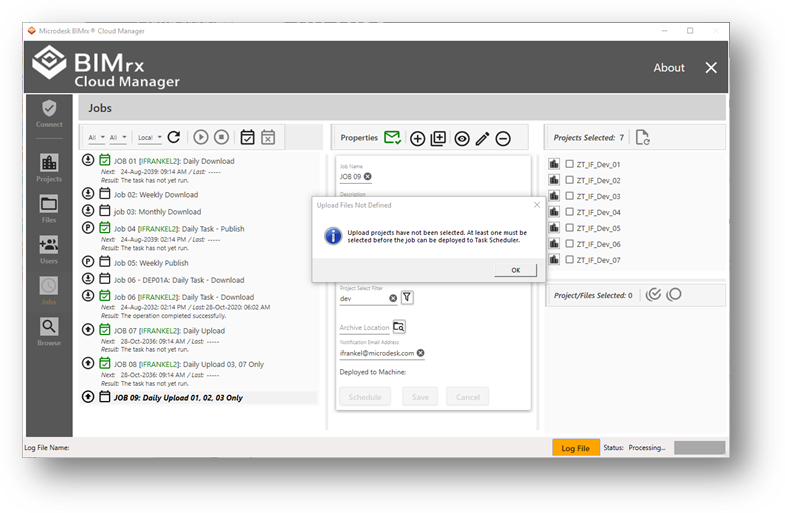 Microdesk BIMrx ® Cloud Manager
BIMrx
Cloud Manager
About
Connect
Projects
Files
Users
Jobs
Browse
Jobs
All All Local
JOB 01 [IFRANKEL2]: Daily Download
Next: 24-Aug-2039: 09:14 AM / Last: -----
Result: The task has not yet run.
Job 02: Weekly Download
job 03: Monthly Download
Job 04 [IFRANKEL2]: Daily Task - Publish
Next: 24-Aug-2039: 02:14 PM / Last: -----
Result: The task has not yet run.
Job 05: Weekly Publish
Job 06 - DEP01A: Daily Task - Download
Job 06 [IFRANKEL2]: Daily Task - Download
Next: 24-Aug-2032: 02:14 PM / Last: 28-Oct-2020: 06:02 AM
Result: The operation completed successfully.
JOB 07 [IFRANKEL2]: Daily Upload
Next: 28-Oct-2036: 09:14 AM / Last: -----
Result: The task has not yet run.
JOB 08 [IFRANKEL2]: Daily Upload 03, 07 Only
Next: 28-Oct-2036: 09:14 AM / Last: -----
Result: The task has not yet run.
JOB 09: Daily Upload 01, 02, 03 Only
Properties
Job Name
JOB 09
Description
Upload Files Not Defined
Upload projects have not been selected. At least one must be
selected before the job can be deployed to Task Scheduler.
OK
Project Select Filter
dev
Archive Location
Notification Email Address
ifrankel@microdesk.com
Deployed to Machine:
Schedule Save Cancel
Projects Selected: 7
ZT_IF_Dev_01
ZT_IF_Dev_02
ZT_IF_Dev_03
ZT_IF_Dev_04
ZT_IF_Dev_05
ZT_IF_Dev_06
ZT_IF_Dev_07
Project/Files Selected: 0
Log File Name:
Log File
Status: Processing...